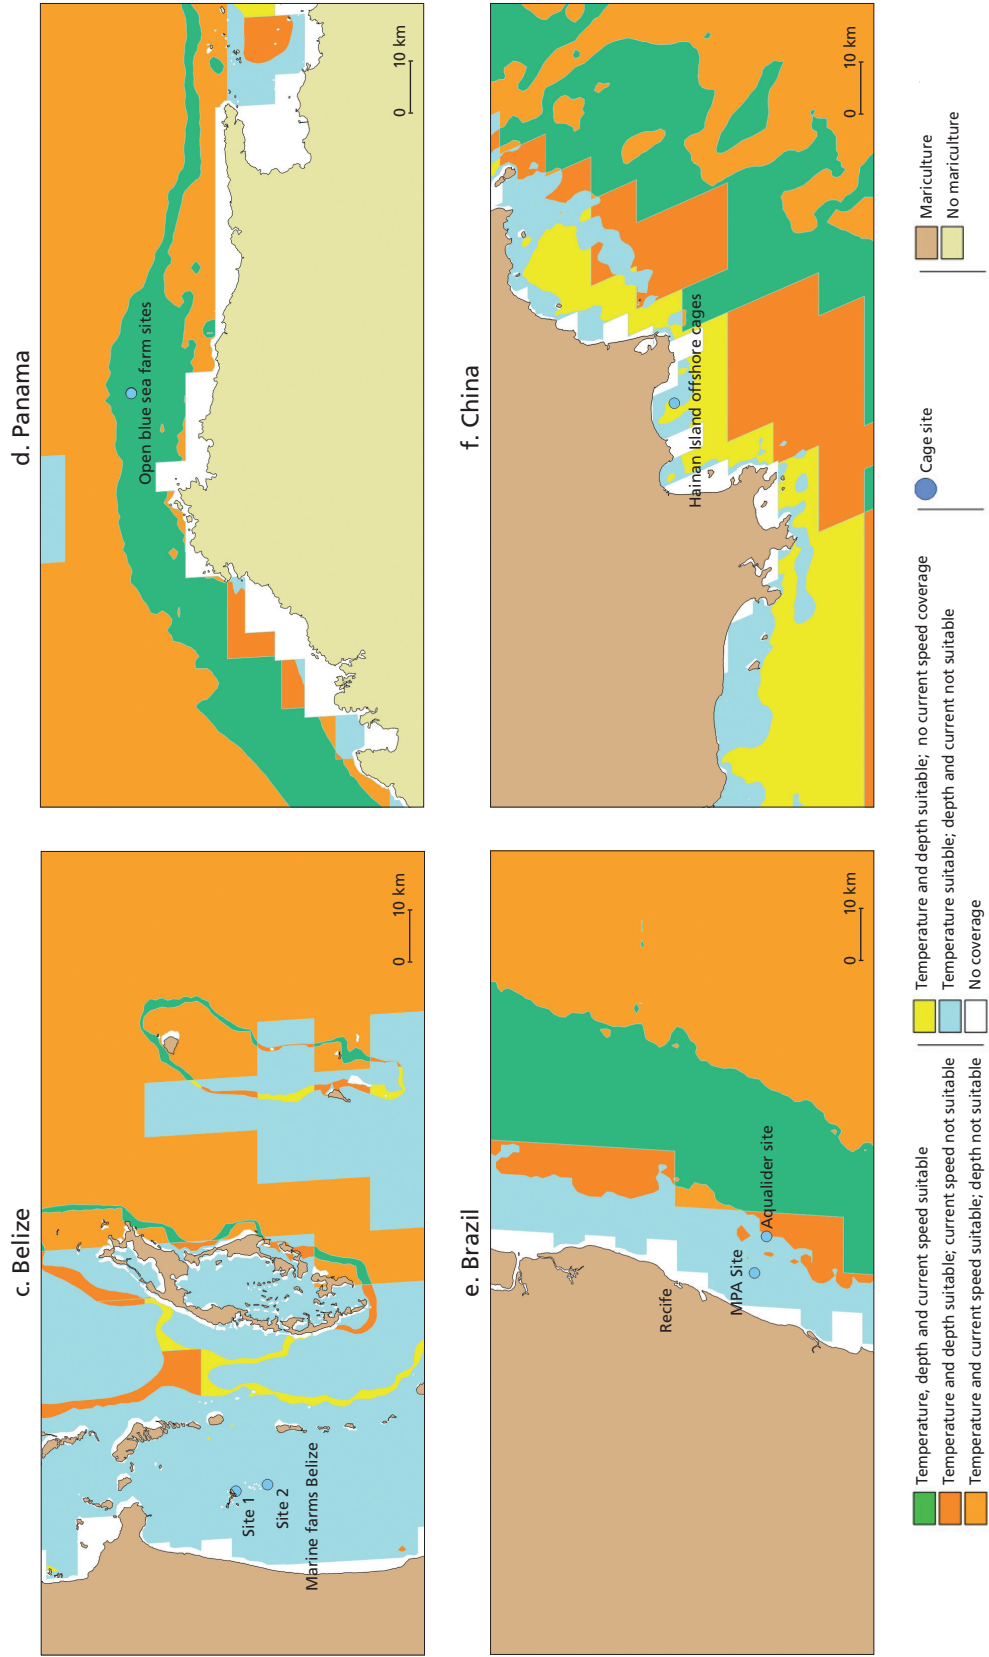 c. Belize
Site 1
Site 2
Marine farms Belize
0 10 km
d. Panama
Open blue sea farm sites
0 10 km
e. Brazil
Recife
MPA Site
Aqualider site
0 10 km
f. China
Hainan Island offshore cages
0 10 km
Temperature, depth and current speed suitable
Temperature and depth suitable; current speed not suitable
Temperature and current speed suitable; depth not suitable
Temperature and depth suitable; no current speed coverage
Temperature suitable; depth and current not suitable
No coverage
Cage site
Mariculture
No mariculture